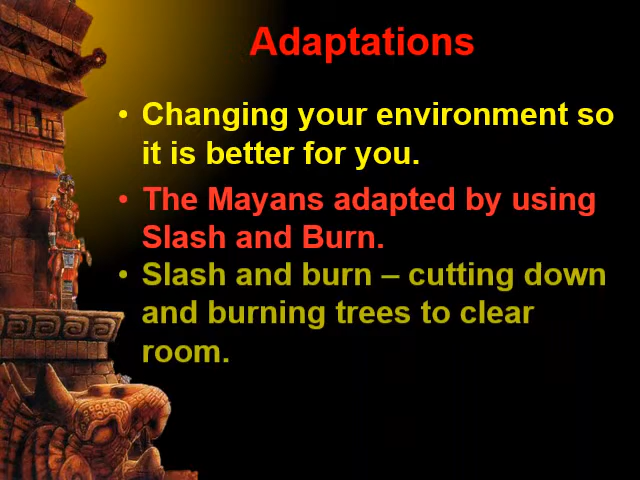 Adaptations
• Changing your environment so
it is better for you.
• The Mayans adapted by using
Slash and Burn.
• Slash and burn – cutting down
and burning trees to clear
room.